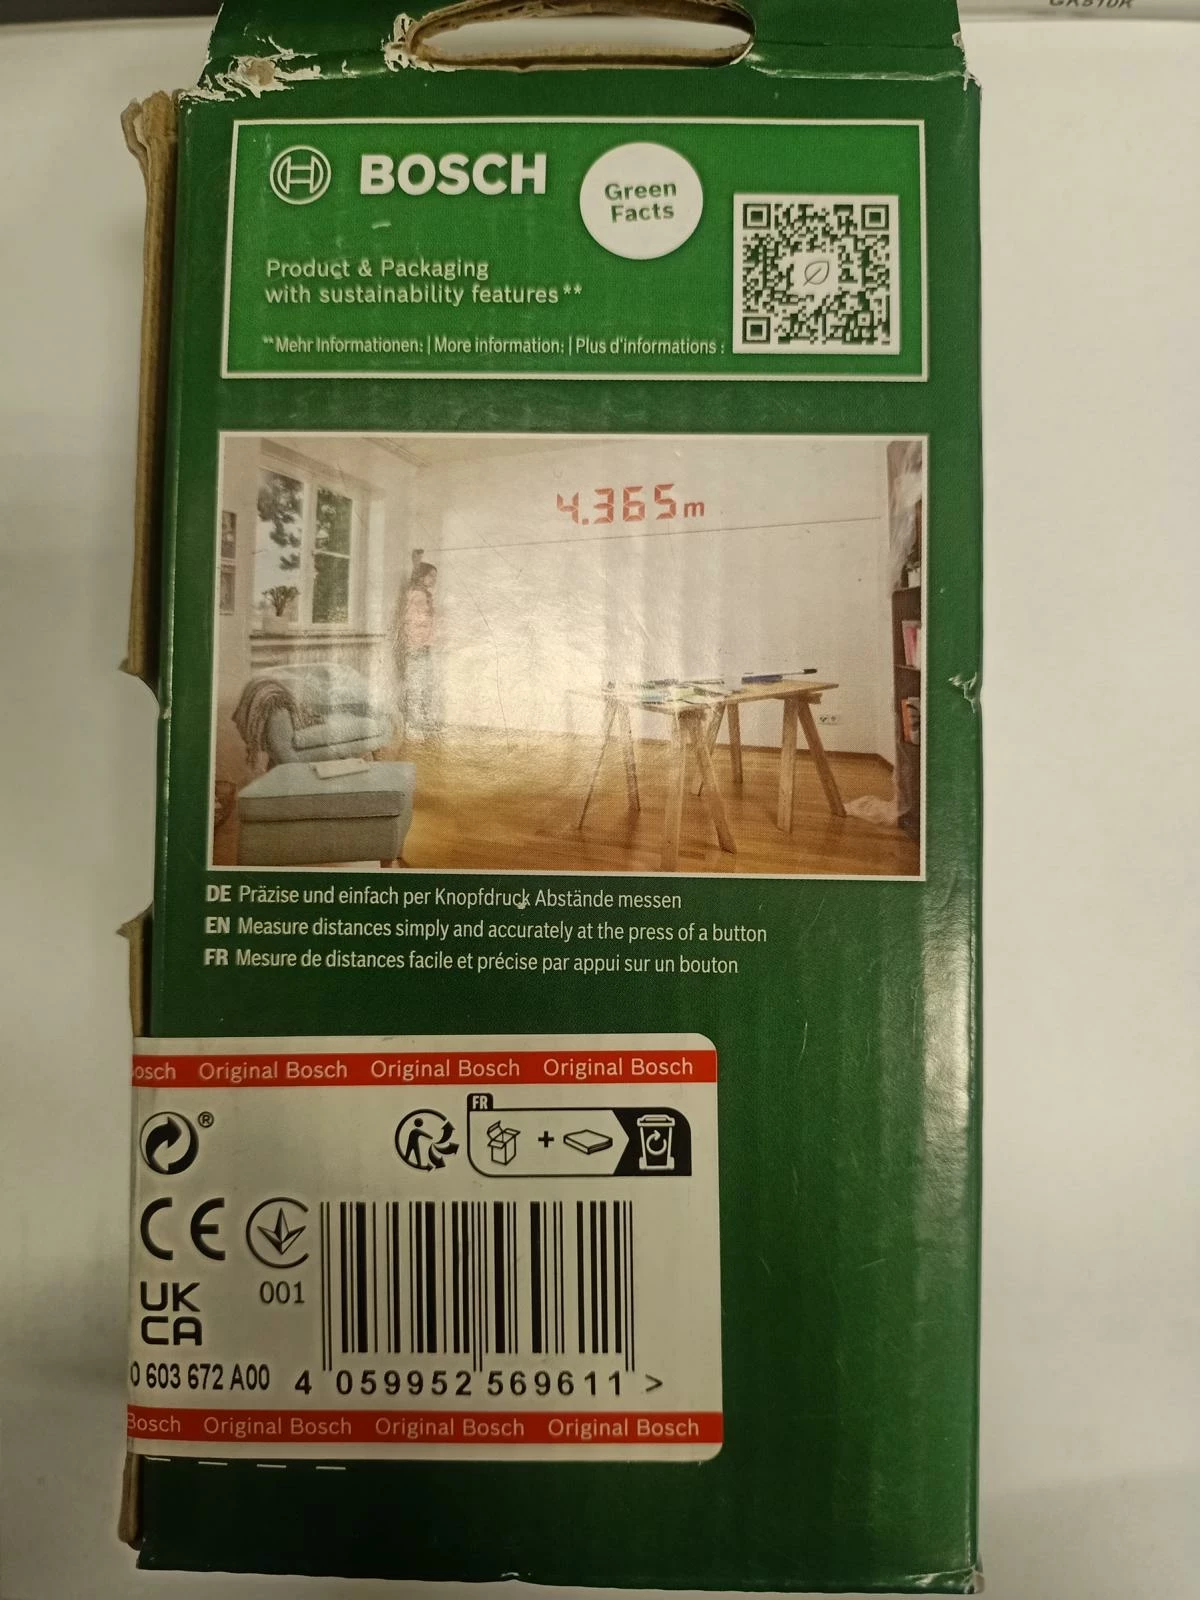 BOSCH
Green
Facts
Product & Packaging
with sustainability features**
**Mehr Informationen: | More information: | Plus d'informations :
4.365m
DE Präzise und einfach per Knopfdruck Abstände messen
EN Measure distances simply and accurately at the press of a button
FR Mesure de distances facile et précise par appui sur un bouton
osch Original Bosch Original Bosch Original Bosch
®
FR
+
CE
001
UK
CA
0 603 672 A00
4 059952 569611 >
Bosch Original Bosch Original Bosch Original Bosch